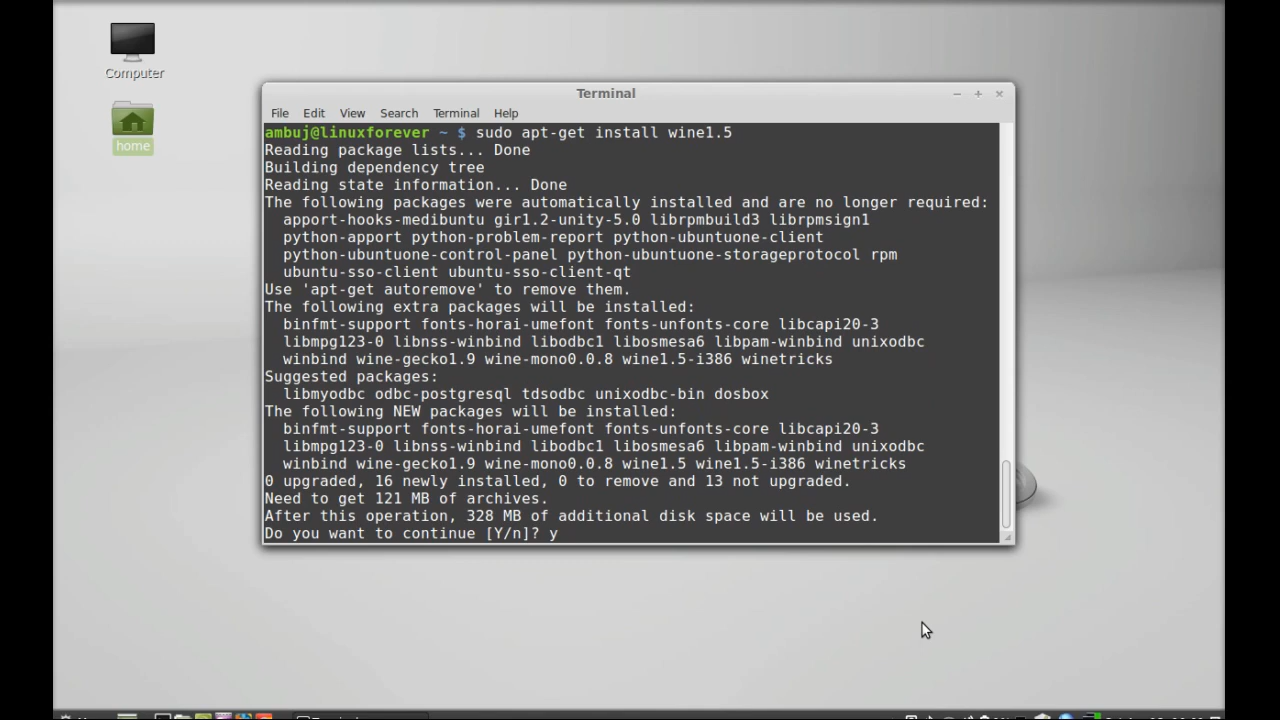 Computer
home
Terminal
File Edit View Search Terminal Help
ambuj@linuxforever ~ $ sudo apt-get install wine1.5
Reading package lists... Done
Building dependency tree
Reading state information... Done
The following packages were automatically installed and are no longer required:
  apport-hooks-medibuntu gir1.2-unity-5.0 librpmbuild3 librpmsign1
  python-apport python-problem-report python-ubuntuone-client
  python-ubuntuone-control-panel python-ubuntuone-storageprotocol rpm
  ubuntu-sso-client ubuntu-sso-client-qt
Use 'apt-get autoremove' to remove them.
The following extra packages will be installed:
  binfmt-support fonts-horai-umefont fonts-unfonts-core libcapi20-3
  libmpg123-0 libnss-winbind libodbc1 libosmesa6 libpam-winbind unixodbc
  winbind wine-gecko1.9 wine-mono0.0.8 wine1.5-i386 winetricks
Suggested packages:
  libmyodbc odbc-postgresql tdsodbc unixodbc-bin dosbox
The following NEW packages will be installed:
  binfmt-support fonts-horai-umefont fonts-unfonts-core libcapi20-3
  libmpg123-0 libnss-winbind libodbc1 libosmesa6 libpam-winbind unixodbc
  winbind wine-gecko1.9 wine-mono0.0.8 wine1.5 wine1.5-i386 winetricks
0 upgraded, 16 newly installed, 0 to remove and 13 not upgraded.
Need to get 121 MB of archives.
After this operation, 328 MB of additional disk space will be used.
Do you want to continue [Y/n]? y